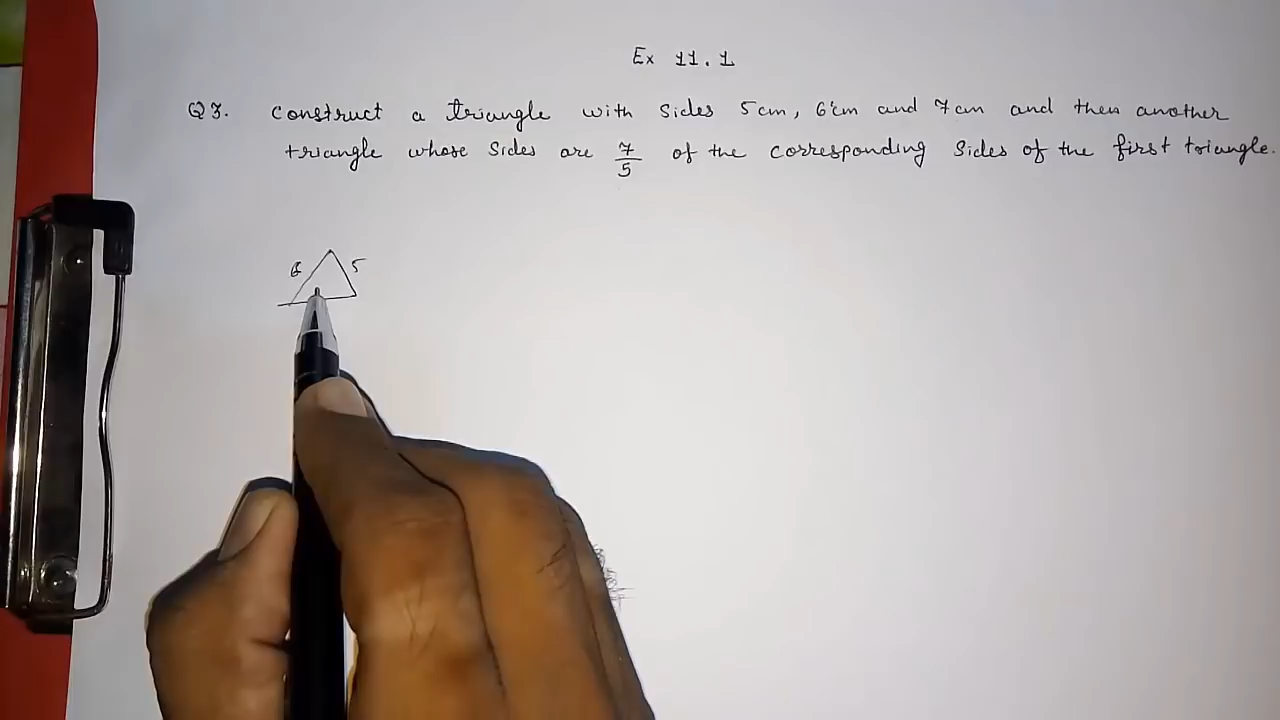 Ex 11.1
Q3. Construct a triangle with sides 5cm, 6cm and 7cm and then another
triangle whose sides are 7/5 of the corresponding sides of the first triangle.
6 5